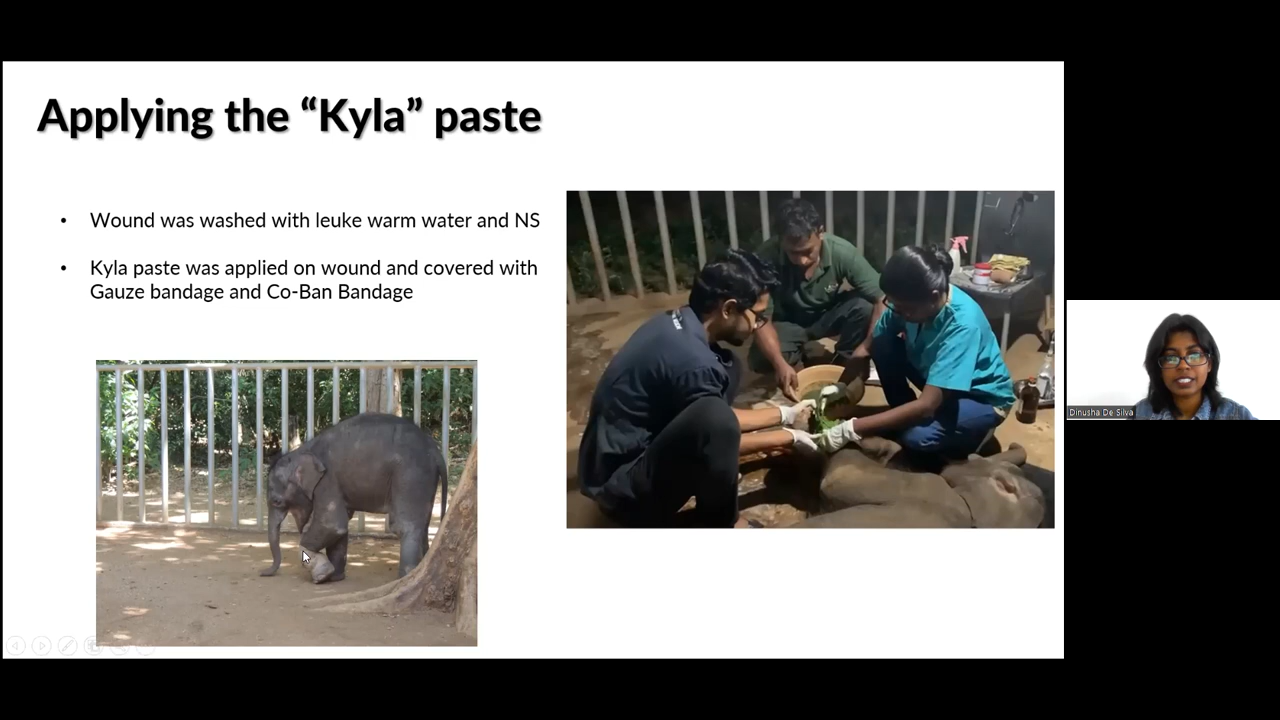 Applying the “Kyla” paste
• Wound was washed with leuke warm water and NS
• Kyla paste was applied on wound and covered with
Gauze bandage and Co-Ban Bandage
Dinusha De Silva